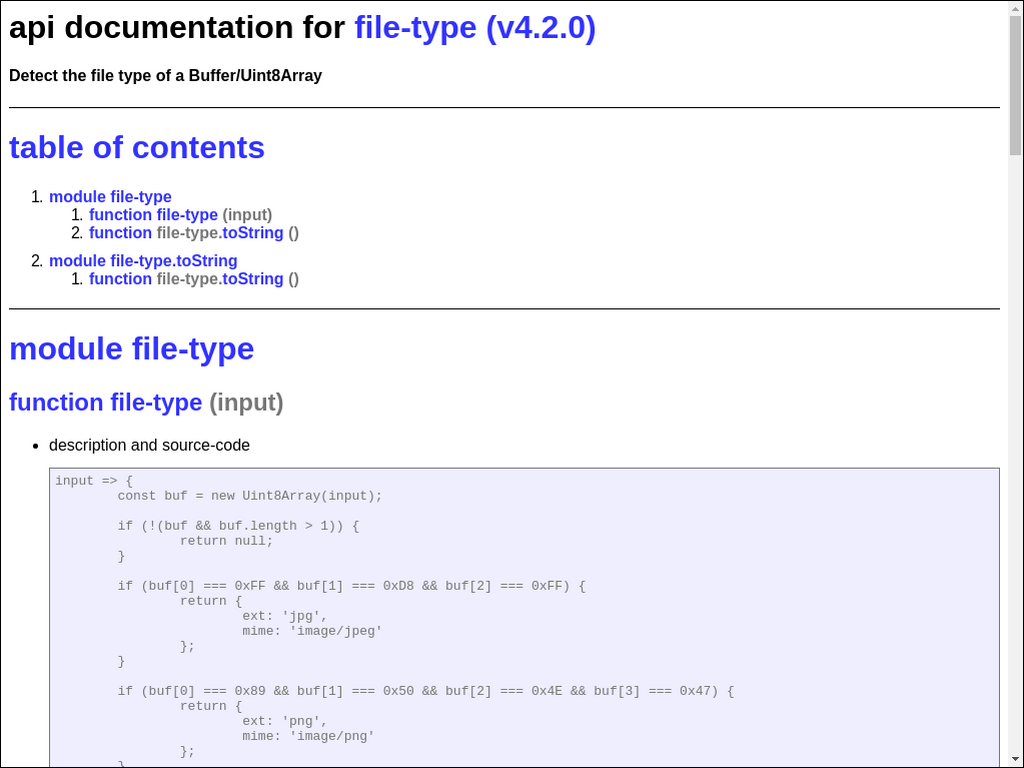 api documentation for file-type (v4.2.0)
Detect the file type of a Buffer/Uint8Array
table of contents
1. module file-type
1. function file-type (input)
2. function file-type.toString ()
2. module file-type.toString
1. function file-type.toString ()
module file-type
function file-type (input)
• description and source-code
input => {
        const buf = new Uint8Array(input);

        if (!(buf && buf.length > 1)) {
                return null;
        }

        if (buf[0] === 0xFF && buf[1] === 0xD8 && buf[2] === 0xFF) {
                return {
                        ext: 'jpg',
                        mime: 'image/jpeg'
                };
        }

        if (buf[0] === 0x89 && buf[1] === 0x50 && buf[2] === 0x4E && buf[3] === 0x47) {
                return {
                        ext: 'png',
                        mime: 'image/png'
                };
        }